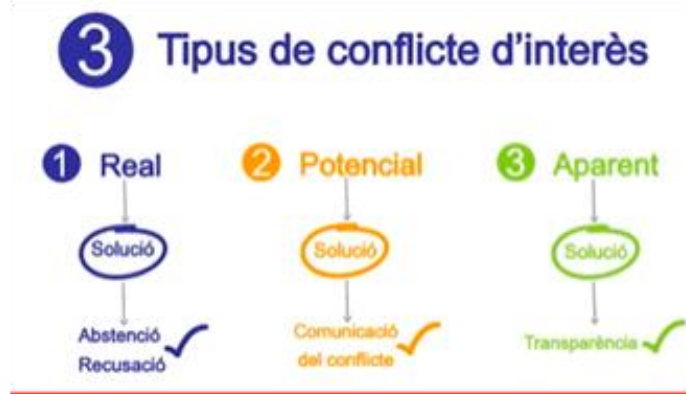 3 Tipus de conflicte d'interès
1 Real
2 Potencial
3 Aparent
Solució
Solució
Solució
Abstenció
Recusació
Comunicació
del conflicte
Transparència